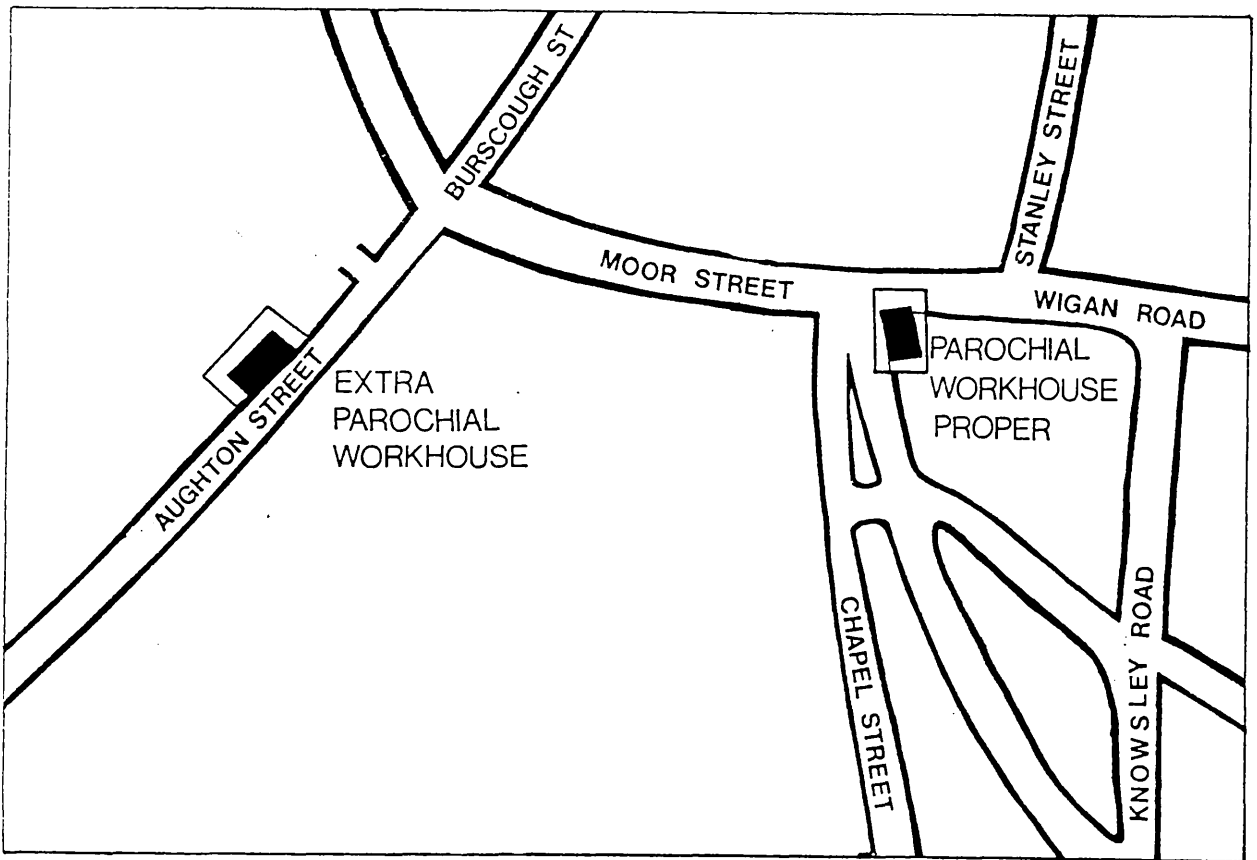 BURSCOUGH ST
STANLEY STREET
MOOR STREET
WIGAN ROAD
PAROCHIAL
WORKHOUSE
PROPER
EXTRA
PAROCHIAL
WORKHOUSE
AUGHTON STREET
CHAPEL STREET
KNOWSLEY ROAD